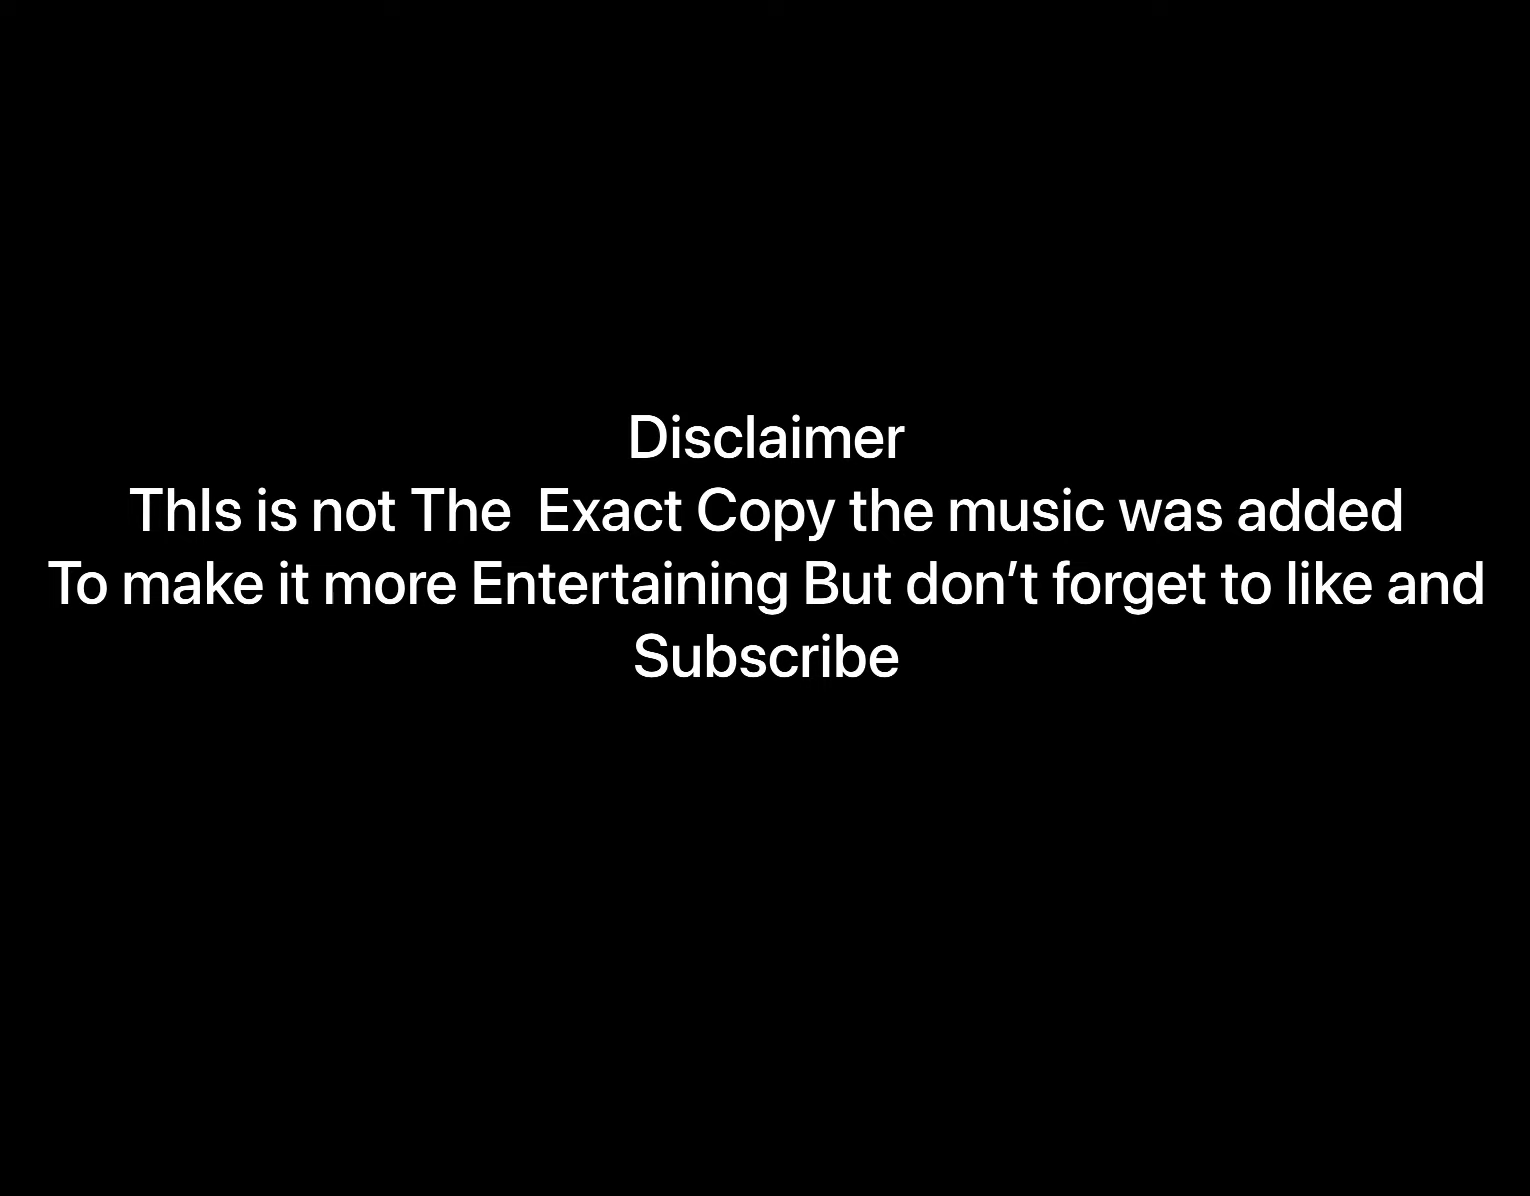 Disclaimer
ThIs is not The  Exact Copy the music was added
To make it more Entertaining But don’t forget to like and
Subscribe